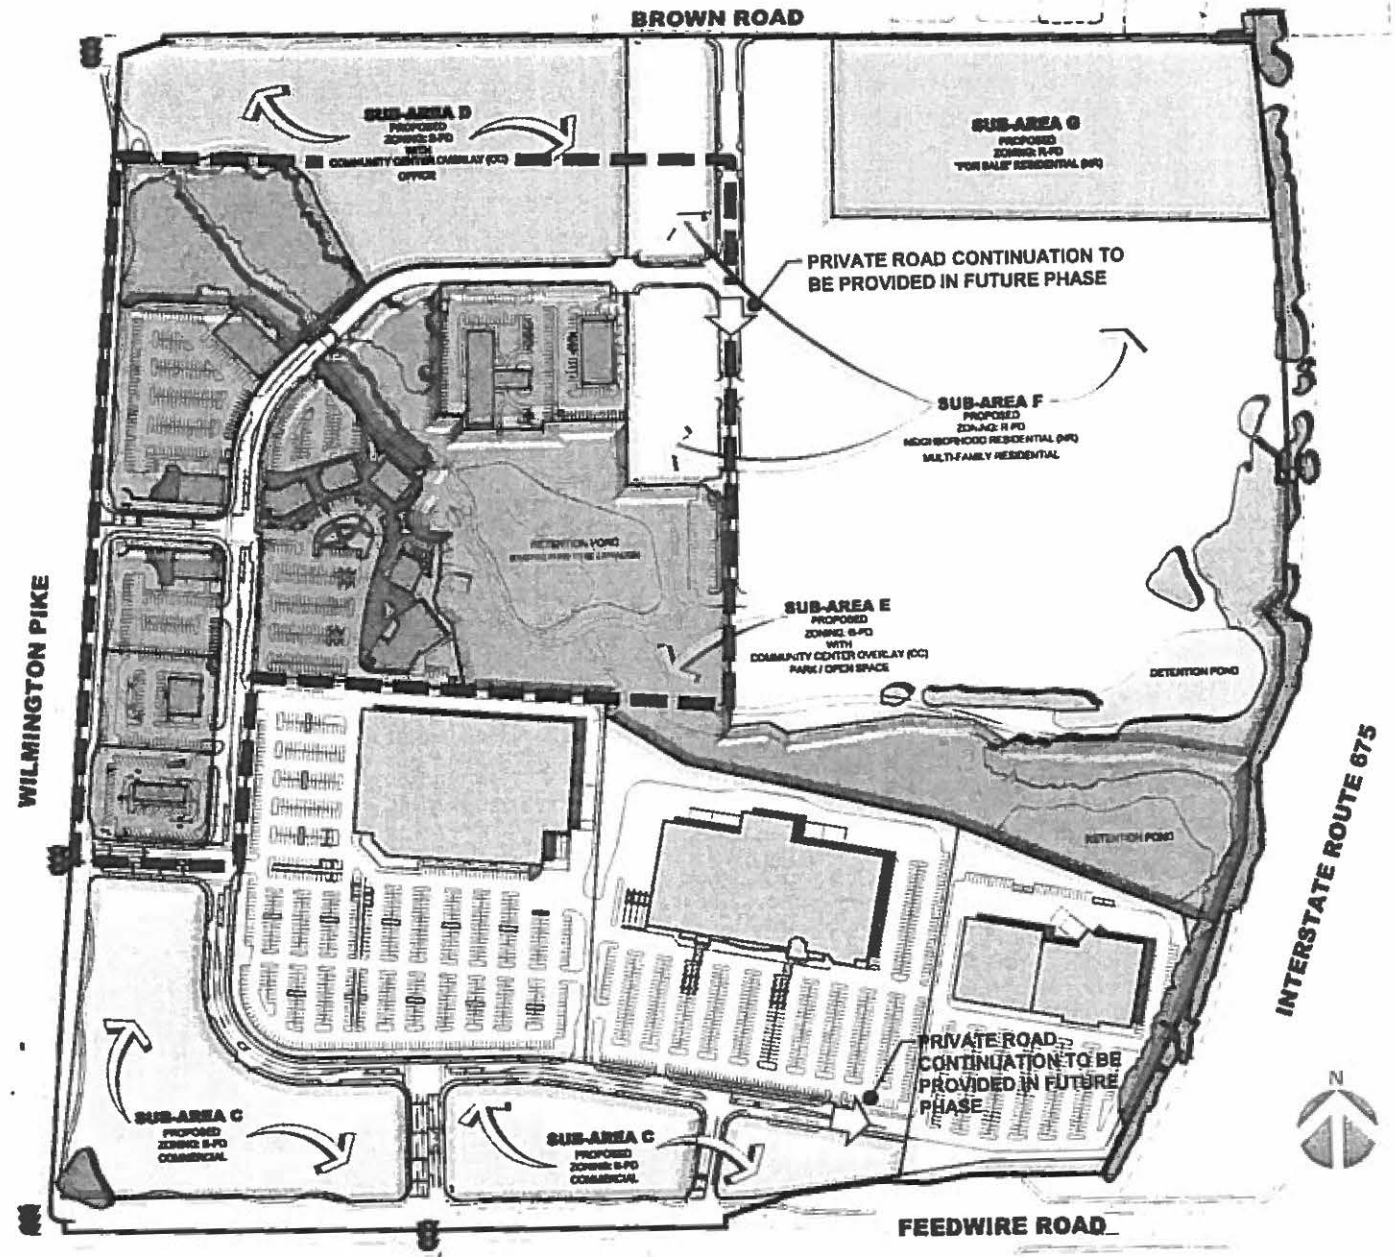 BROWN ROAD
SUB-AREA D
PROPOSED
ZONING: B-PD
WITH
COMMUNITY CENTER OVERLAY (CC)
OFFICE
SUB-AREA G
PROPOSED
ZONING: R-PD
"FOR SALE" RESIDENTIAL (NR)
PRIVATE ROAD CONTINUATION TO
BE PROVIDED IN FUTURE PHASE
SUB-AREA F
PROPOSED
ZONING: R-PD
NEIGHBORHOOD RESIDENTIAL (NR)
MULTI-FAMILY RESIDENTIAL
RETENTION POND
SUB-AREA E
PROPOSED
ZONING: B-PD
WITH
COMMUNITY CENTER OVERLAY (CC)
PARK / OPEN SPACE
DETENTION POND
WILMINGTON PIKE
RETENTION POND
INTERSTATE ROUTE 675
PRIVATE ROAD
CONTINUATION TO BE
PROVIDED IN FUTURE
PHASE
SUB-AREA C
PROPOSED
ZONING: B-PD
COMMERCIAL
SUB-AREA C
PROPOSED
ZONING: B-PD
COMMERCIAL
N
FEEDWIRE ROAD